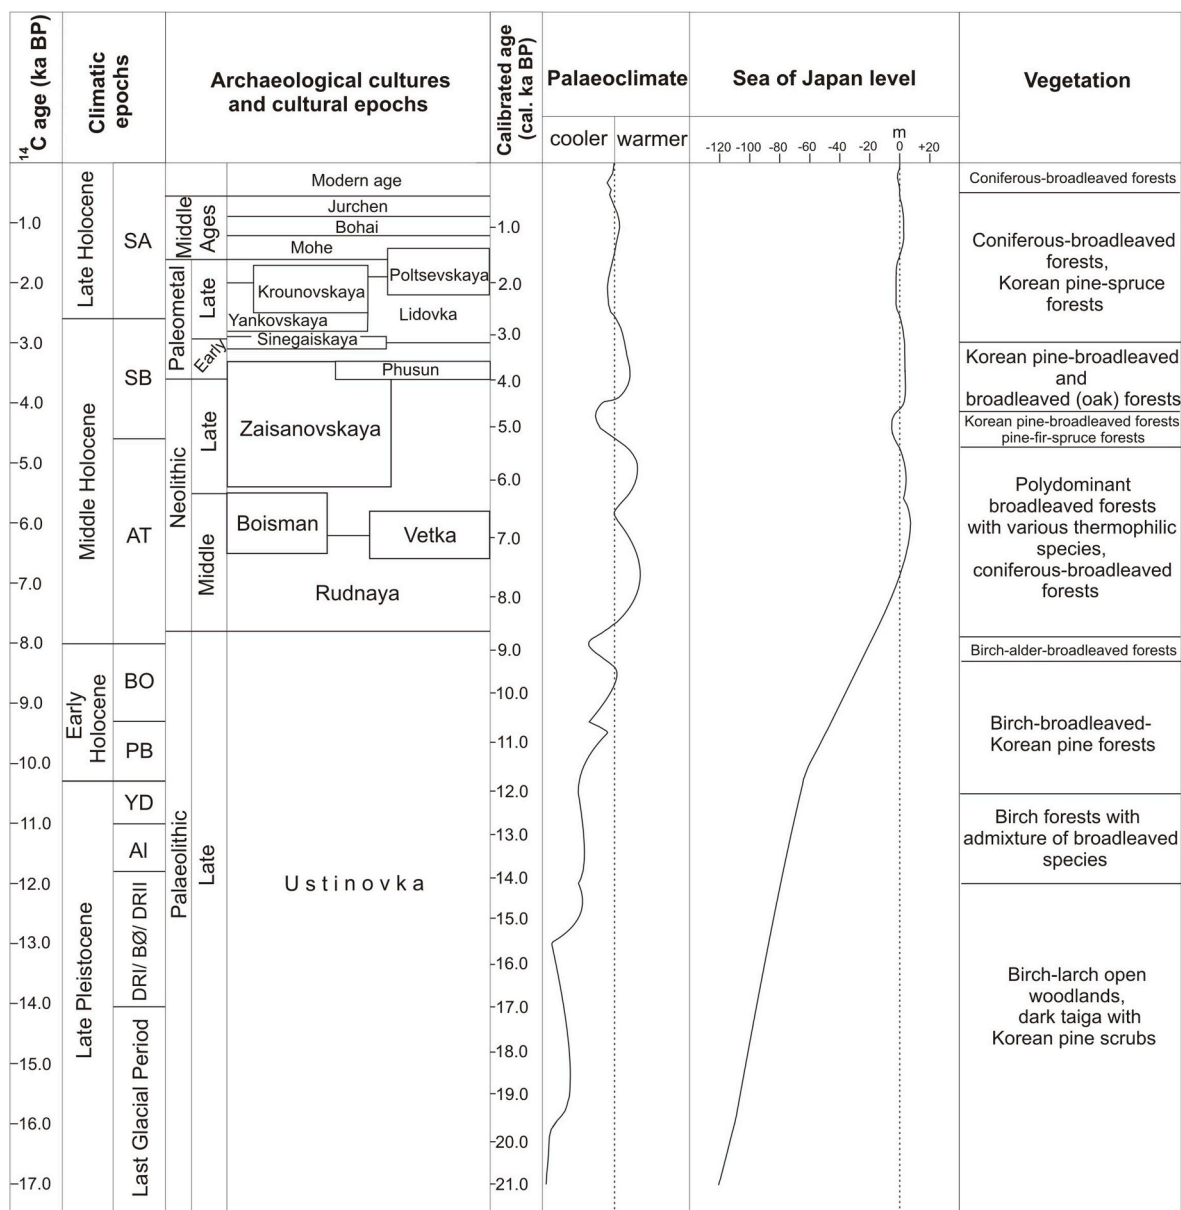 14C age (ka BP)
Climatic
epochs
Archaeological cultures
and cultural epochs
Calibrated age
(cal. ka BP)
Palaeoclimate
cooler
warmer
Sea of Japan level
m
-120 -100 -80 -60 -40 -20 0 +20
Vegetation
-1.0
-2.0
-3.0
-4.0
-5.0
-6.0
-7.0
-8.0
-9.0
-10.0
-11.0
-12.0
-13.0
-14.0
-15.0
-16.0
-17.0
Late Holocene
Middle Holocene
Early
Holocene
Late Pleistocene
SA
SB
AT
BO
PB
YD
Al
DRI/ BØ/ DRII
Last Glacial Period
Middle
Ages
Paleometal
Late
Early
Neolithic
Late
Middle
Palaeolithic
Late
Modern age
Jurchen
Bohai
Mohe
Poltsevskaya
Krounovskaya
Yankovskaya
Lidovka
Sinegaiskaya
Phusun
Zaisanovskaya
Boisman
Vetka
Rudnaya
Ustinovka
-1.0
-2.0
-3.0
-4.0
-5.0
-6.0
-7.0
-8.0
-9.0
-10.0
-11.0
-12.0
-13.0
-14.0
-15.0
-16.0
-17.0
-18.0
-19.0
-20.0
-21.0
Coniferous-broadleaved forests
Coniferous-broadleaved
forests,
Korean pine-spruce
forests
Korean pine-broadleaved
and
broadleaved (oak) forests
Korean pine-broadleaved forests
pine-fir-spruce forests
Polydominant
broadleaved forests
with various thermophilic
species,
coniferous-broadleaved
forests
Birch-alder-broadleaved forests
Birch-broadleaved-
Korean pine forests
Birch forests with
admixture of broadleaved
species
Birch-larch open
woodlands,
dark taiga with
Korean pine scrubs